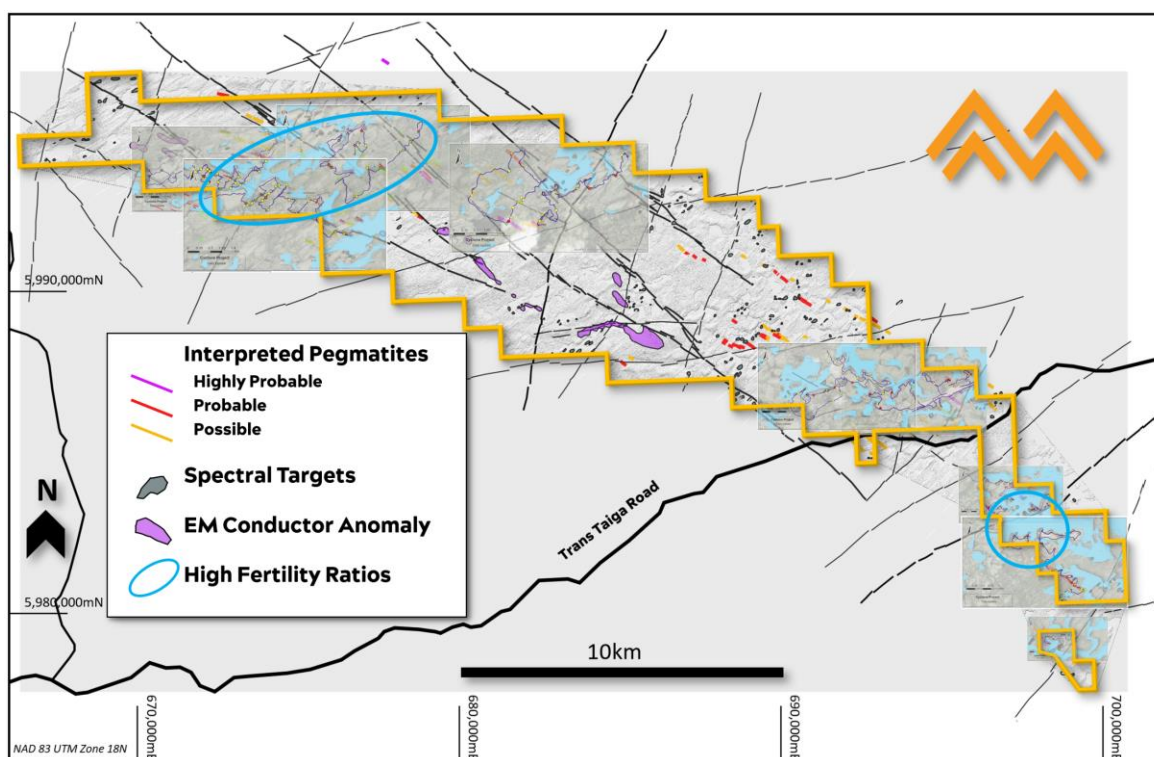 5,990,000mN
Interpreted Pegmatites
Highly Probable
Probable
Possible
Spectral Targets
EM Conductor Anomaly
High Fertility Ratios
N
Trans Taiga Road
5,980,000mN
10km
670,000mE
680,000mE
690,000mE
700,000mE
NAD 83 UTM Zone 18N